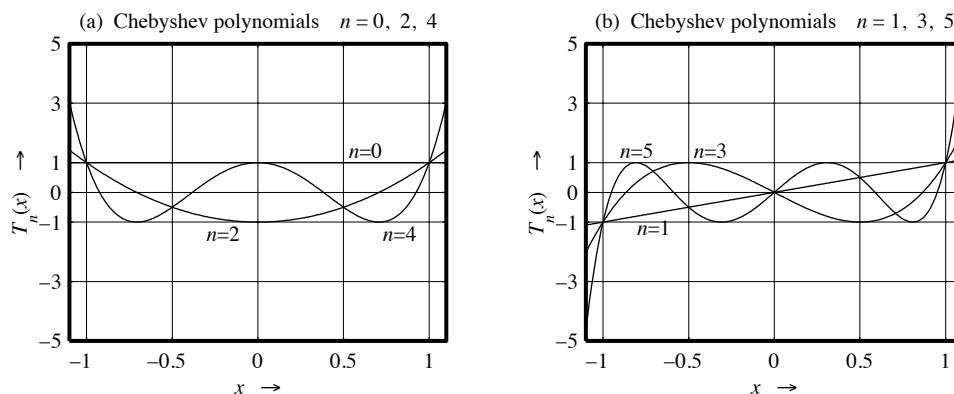 (a) Chebyshev polynomials n = 0, 2, 4
5
3
1
0
−1
−3
−5
T_n(x) →
n=0
n=2
n=4
−1 −0.5 0 0.5 1
x →
(b) Chebyshev polynomials n = 1, 3, 5
5
3
1
0
−1
−3
−5
T_n(x) →
n=5
n=3
n=1
−1 −0.5 0 0.5 1
x →